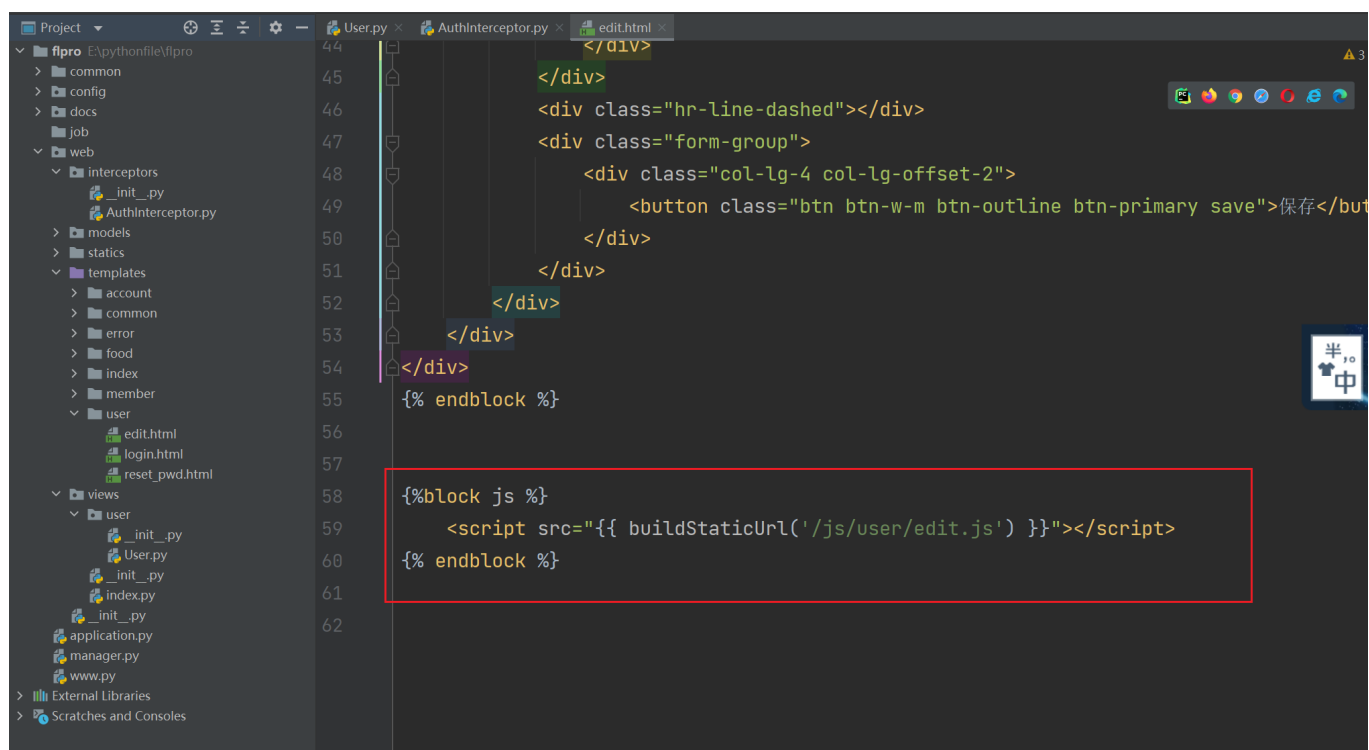 Project
User.py
AuthInterceptor.py
edit.html
flpro E:\pythonfile\flpro
common
config
docs
job
web
interceptors
__init__.py
AuthInterceptor.py
models
statics
templates
account
common
error
food
index
member
user
edit.html
login.html
reset_pwd.html
views
user
__init__.py
User.py
__init__.py
index.py
__init__.py
application.py
manager.py
www.py
External Libraries
Scratches and Consoles
3
44 </div>
45 </div>
46 <div class="hr-line-dashed"></div>
47 <div class="form-group">
48 <div class="col-lg-4 col-lg-offset-2">
49 <button class="btn btn-w-m btn-outline btn-primary save">保存</but
50 </div>
51 </div>
52 </div>
53 </div>
54 </div>
55 {% endblock %}
56
57
58 {%block js %}
59 <script src="{{ buildStaticUrl('/js/user/edit.js') }}"></script>
60 {% endblock %}
61
62
半,。
中